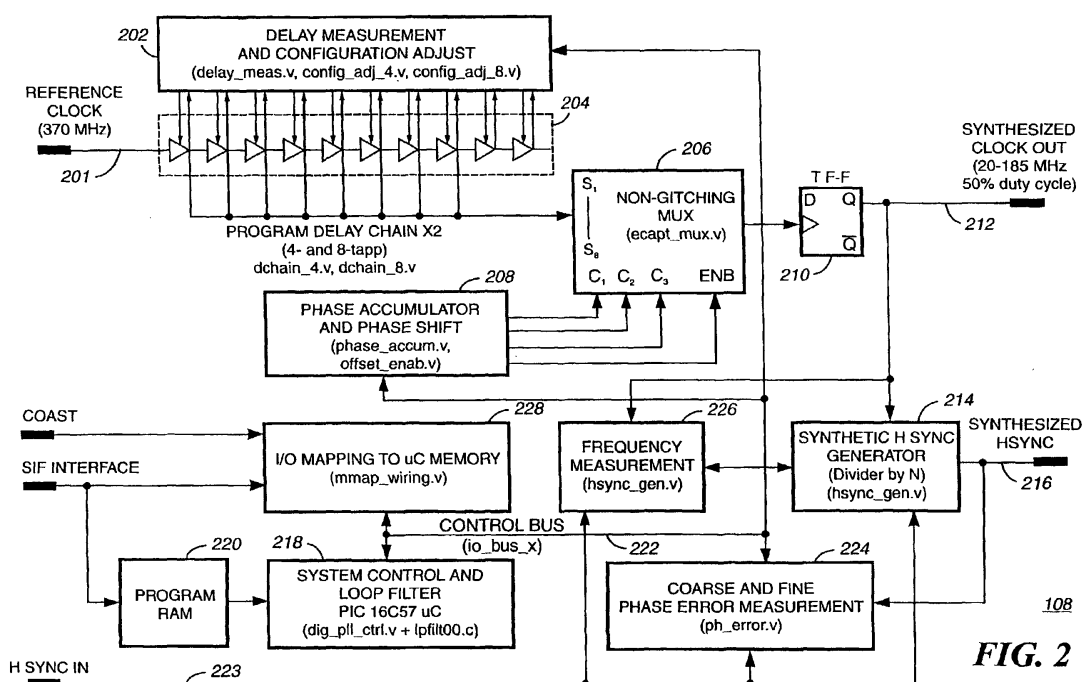 202
DELAY MEASUREMENT
AND CONFIGURATION ADJUST
(delay_meas.v, config_adj_4.v, config_adj_8.v)
REFERENCE
CLOCK
(370 MHz)
201
204
206
S1
S8
NON-GITCHING
MUX
(ecapt_mux.v)
C1 C2 C3 ENB
T F-F
D Q
Q
210
SYNTHESIZED
CLOCK OUT
(20-185 MHz
50% duty cycle)
212
PROGRAM DELAY CHAIN X2
(4- and 8-tapp)
dchain_4.v, dchain_8.v
208
PHASE ACCUMULATOR
AND PHASE SHIFT
(phase_accum.v,
offset_enab.v)
COAST
SIF INTERFACE
228
I/O MAPPING TO uC MEMORY
(mmap_wiring.v)
226
FREQUENCY
MEASUREMENT
(hsync_gen.v)
214
SYNTHETIC H SYNC
GENERATOR
(Divider by N)
(hsync_gen.v)
SYNTHESIZED
HSYNC
216
CONTROL BUS
(io_bus_x)
222
220
PROGRAM
RAM
218
SYSTEM CONTROL AND
LOOP FILTER
PIC 16C57 uC
(dig_pll_ctrl.v + lpfilt00.c)
224
COARSE AND FINE
PHASE ERROR MEASUREMENT
(ph_error.v)
108
FIG. 2
H SYNC IN
223